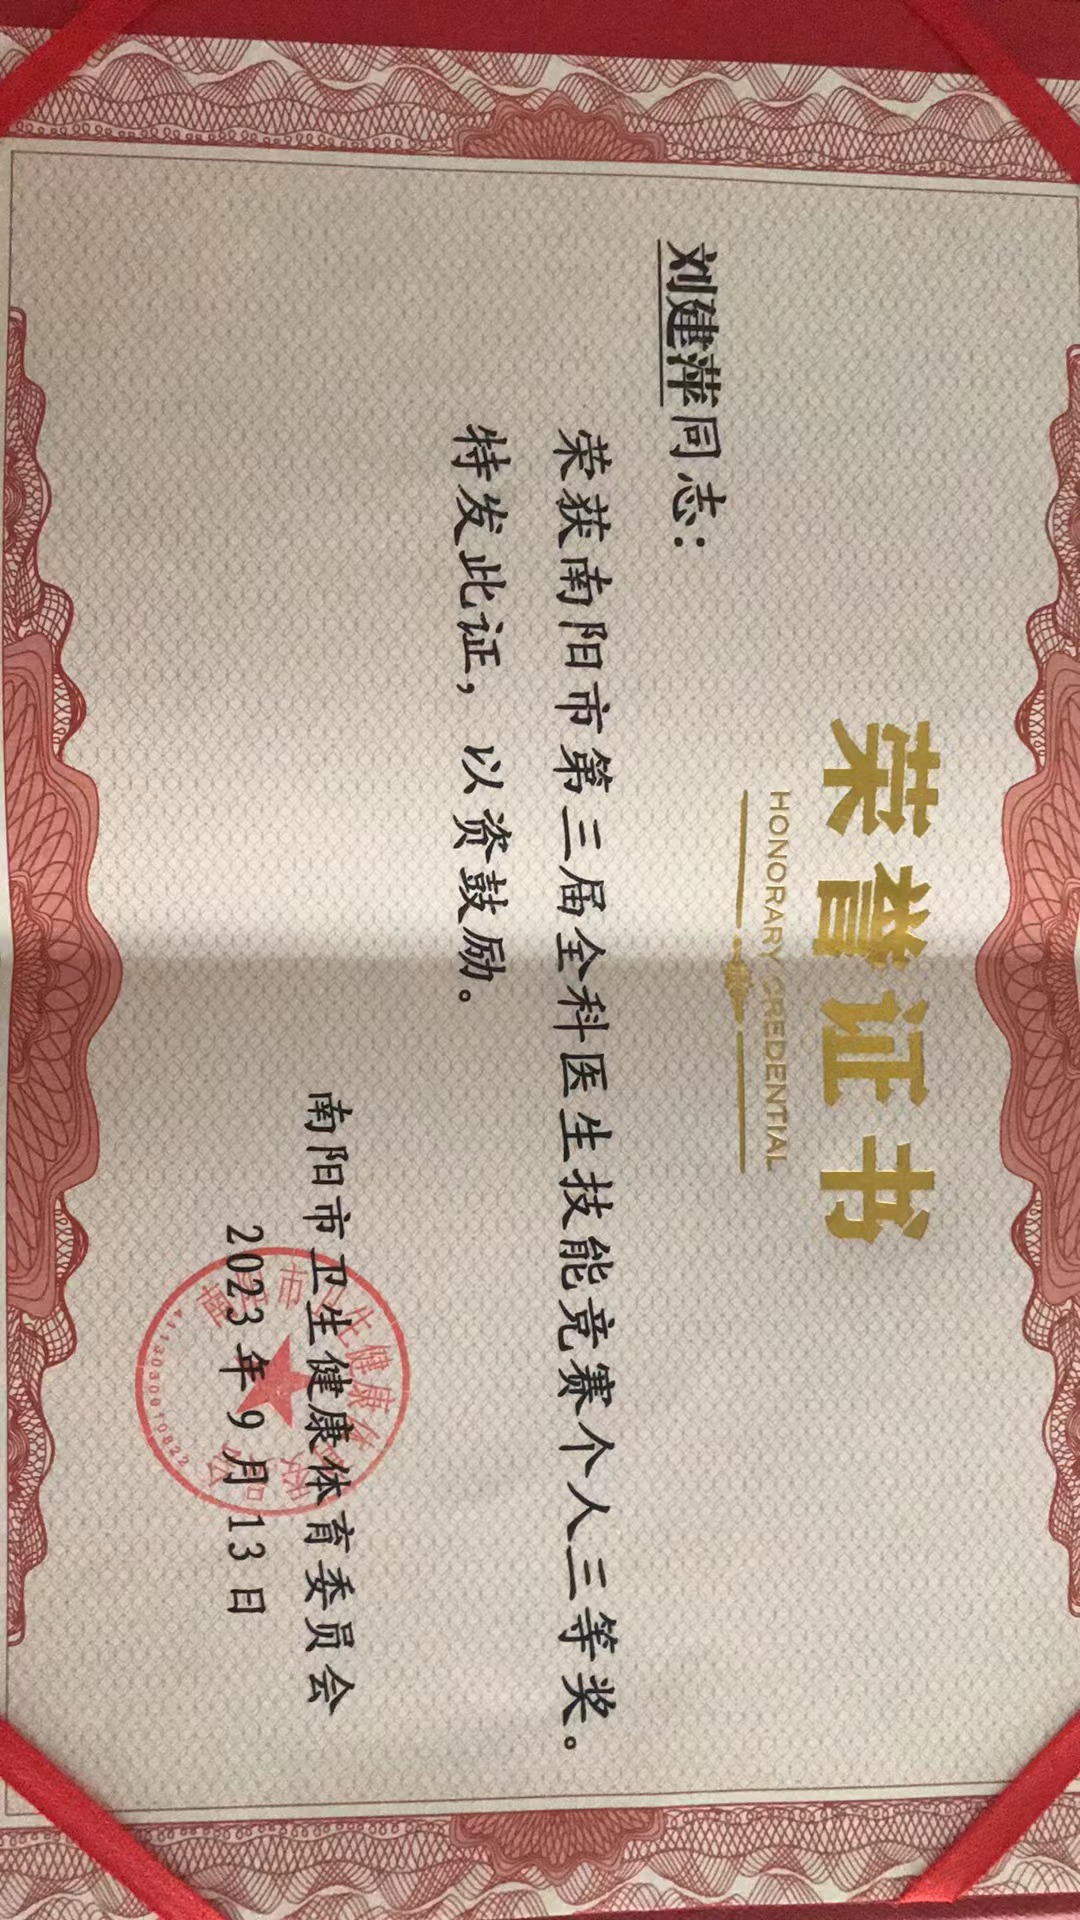 荣誉证书
HONORARY CREDENTIAL
刘建萍同志：
荣获南阳市第三届全科医生技能竞赛个人三等奖。
特发此证，以资鼓励。
南阳市卫生健康体育委员会
2023年9月13日